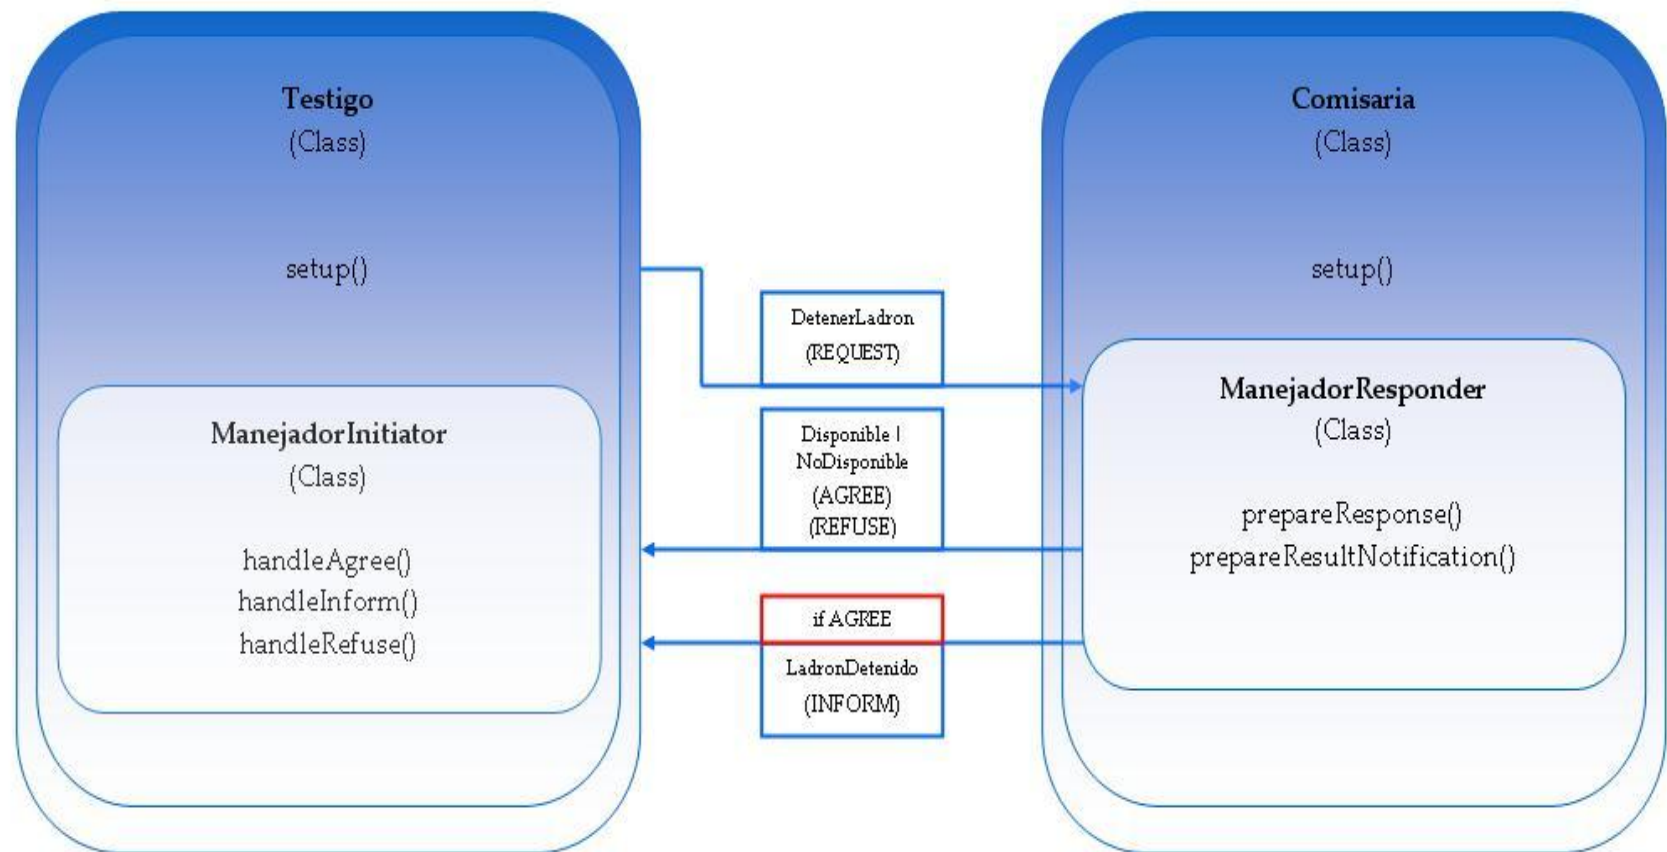 Testigo
(Class)
setup()
ManejadorInitiator
(Class)
handleAgree()
handleInform()
handleRefuse()
DetenerLadron
(REQUEST)
Disponible |
NoDisponible
(AGREE)
(REFUSE)
if AGREE
LadronDetenido
(INFORM)
Comisaria
(Class)
setup()
ManejadorResponder
(Class)
prepareResponse()
prepareResultNotification()